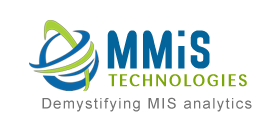 MMiS
TECHNOLOGIES
Demystifying MIS analytics